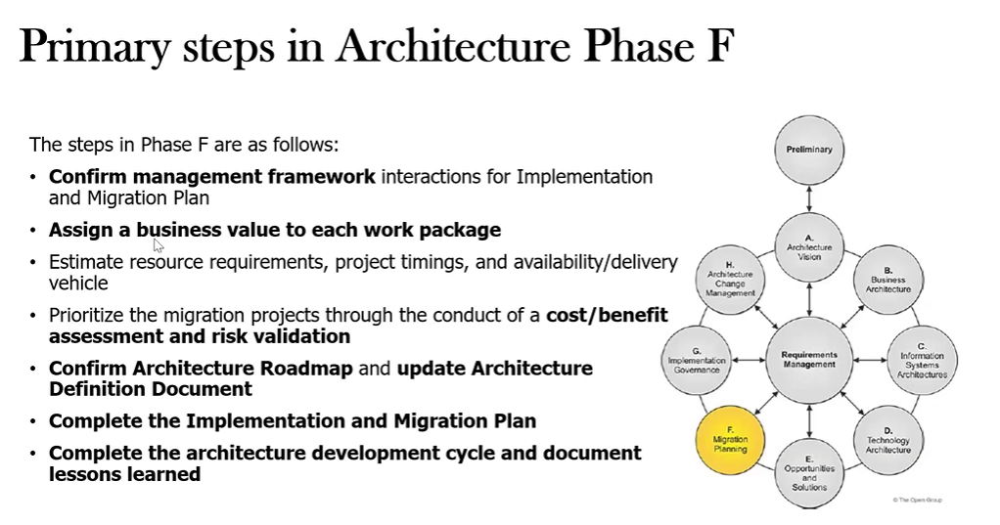 Primary steps in Architecture Phase F
The steps in Phase F are as follows:
• Confirm management framework interactions for Implementation
and Migration Plan
• Assign a business value to each work package
• Estimate resource requirements, project timings, and availability/delivery
vehicle
• Prioritize the migration projects through the conduct of a cost/benefit
assessment and risk validation
• Confirm Architecture Roadmap and update Architecture
Definition Document
• Complete the Implementation and Migration Plan
• Complete the architecture development cycle and document
lessons learned
Preliminary
A.
Architecture
Vision
H.
Architecture
Change
Management
B.
Business
Architecture
G.
Implementation
Governance
Requirements
Management
C.
Information
Systems
Architectures
F.
Migration
Planning
D.
Technology
Architecture
E.
Opportunities
and
Solutions
© The Open Group